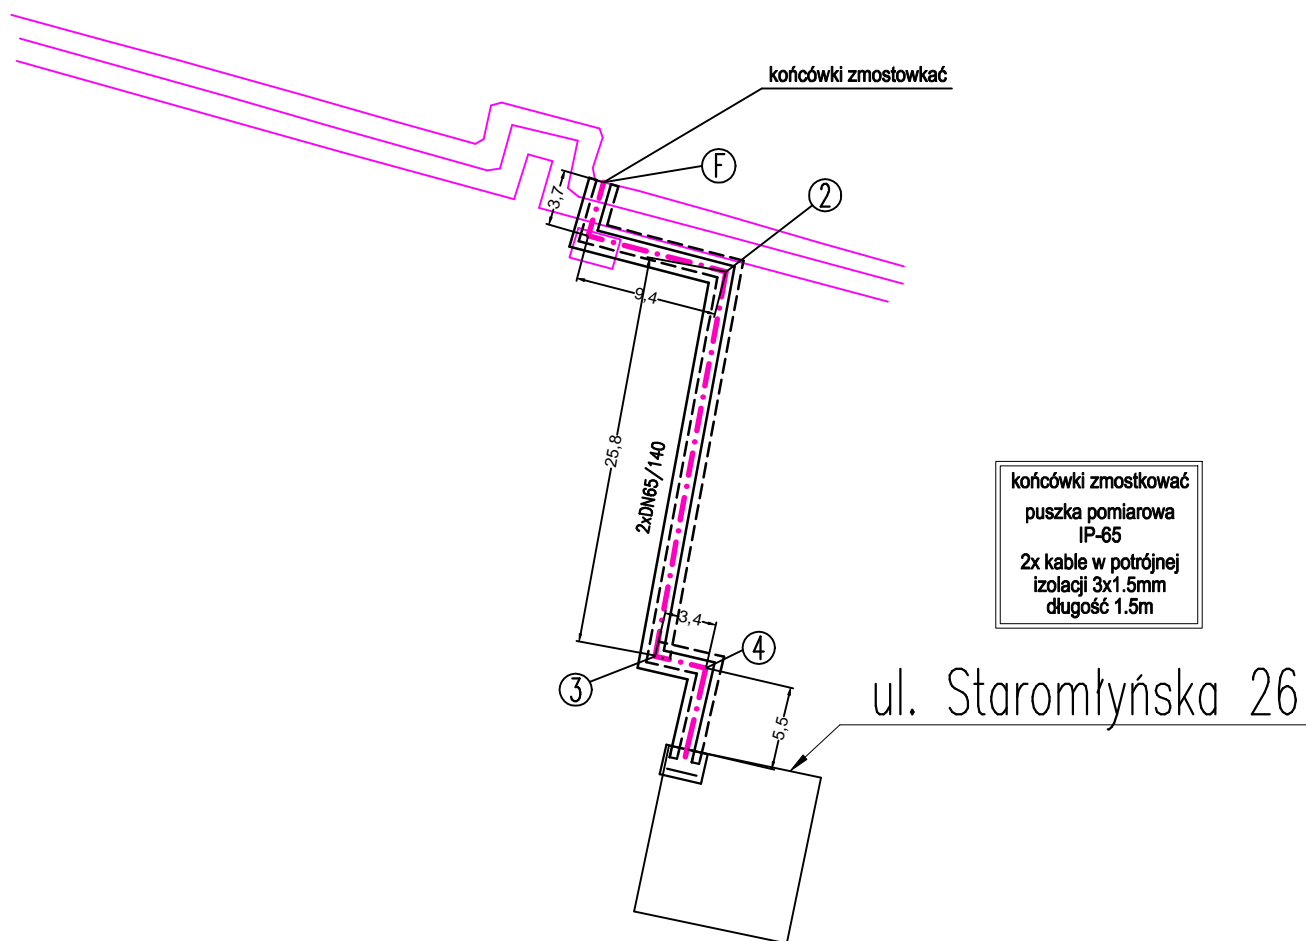 końcówki zmostowkać
F
2
3,7
9,4
25,8
2xDN65/140
3,4
4
3
5,5
końcówki zmostkować
puszka pomiarowa
IP-65
2x kable w potrójnej
izolacji 3x1.5mm
długość 1.5m
ul. Staromłyńska 26